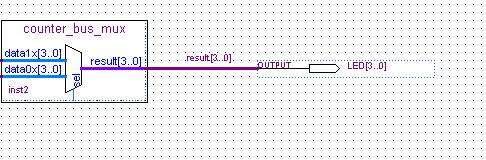 counter_bus_mux
data1x[3..0]
data0x[3..0]
result[3..0]
sel
inst2
result[3..0]
OUTPUT
LED[3..0]